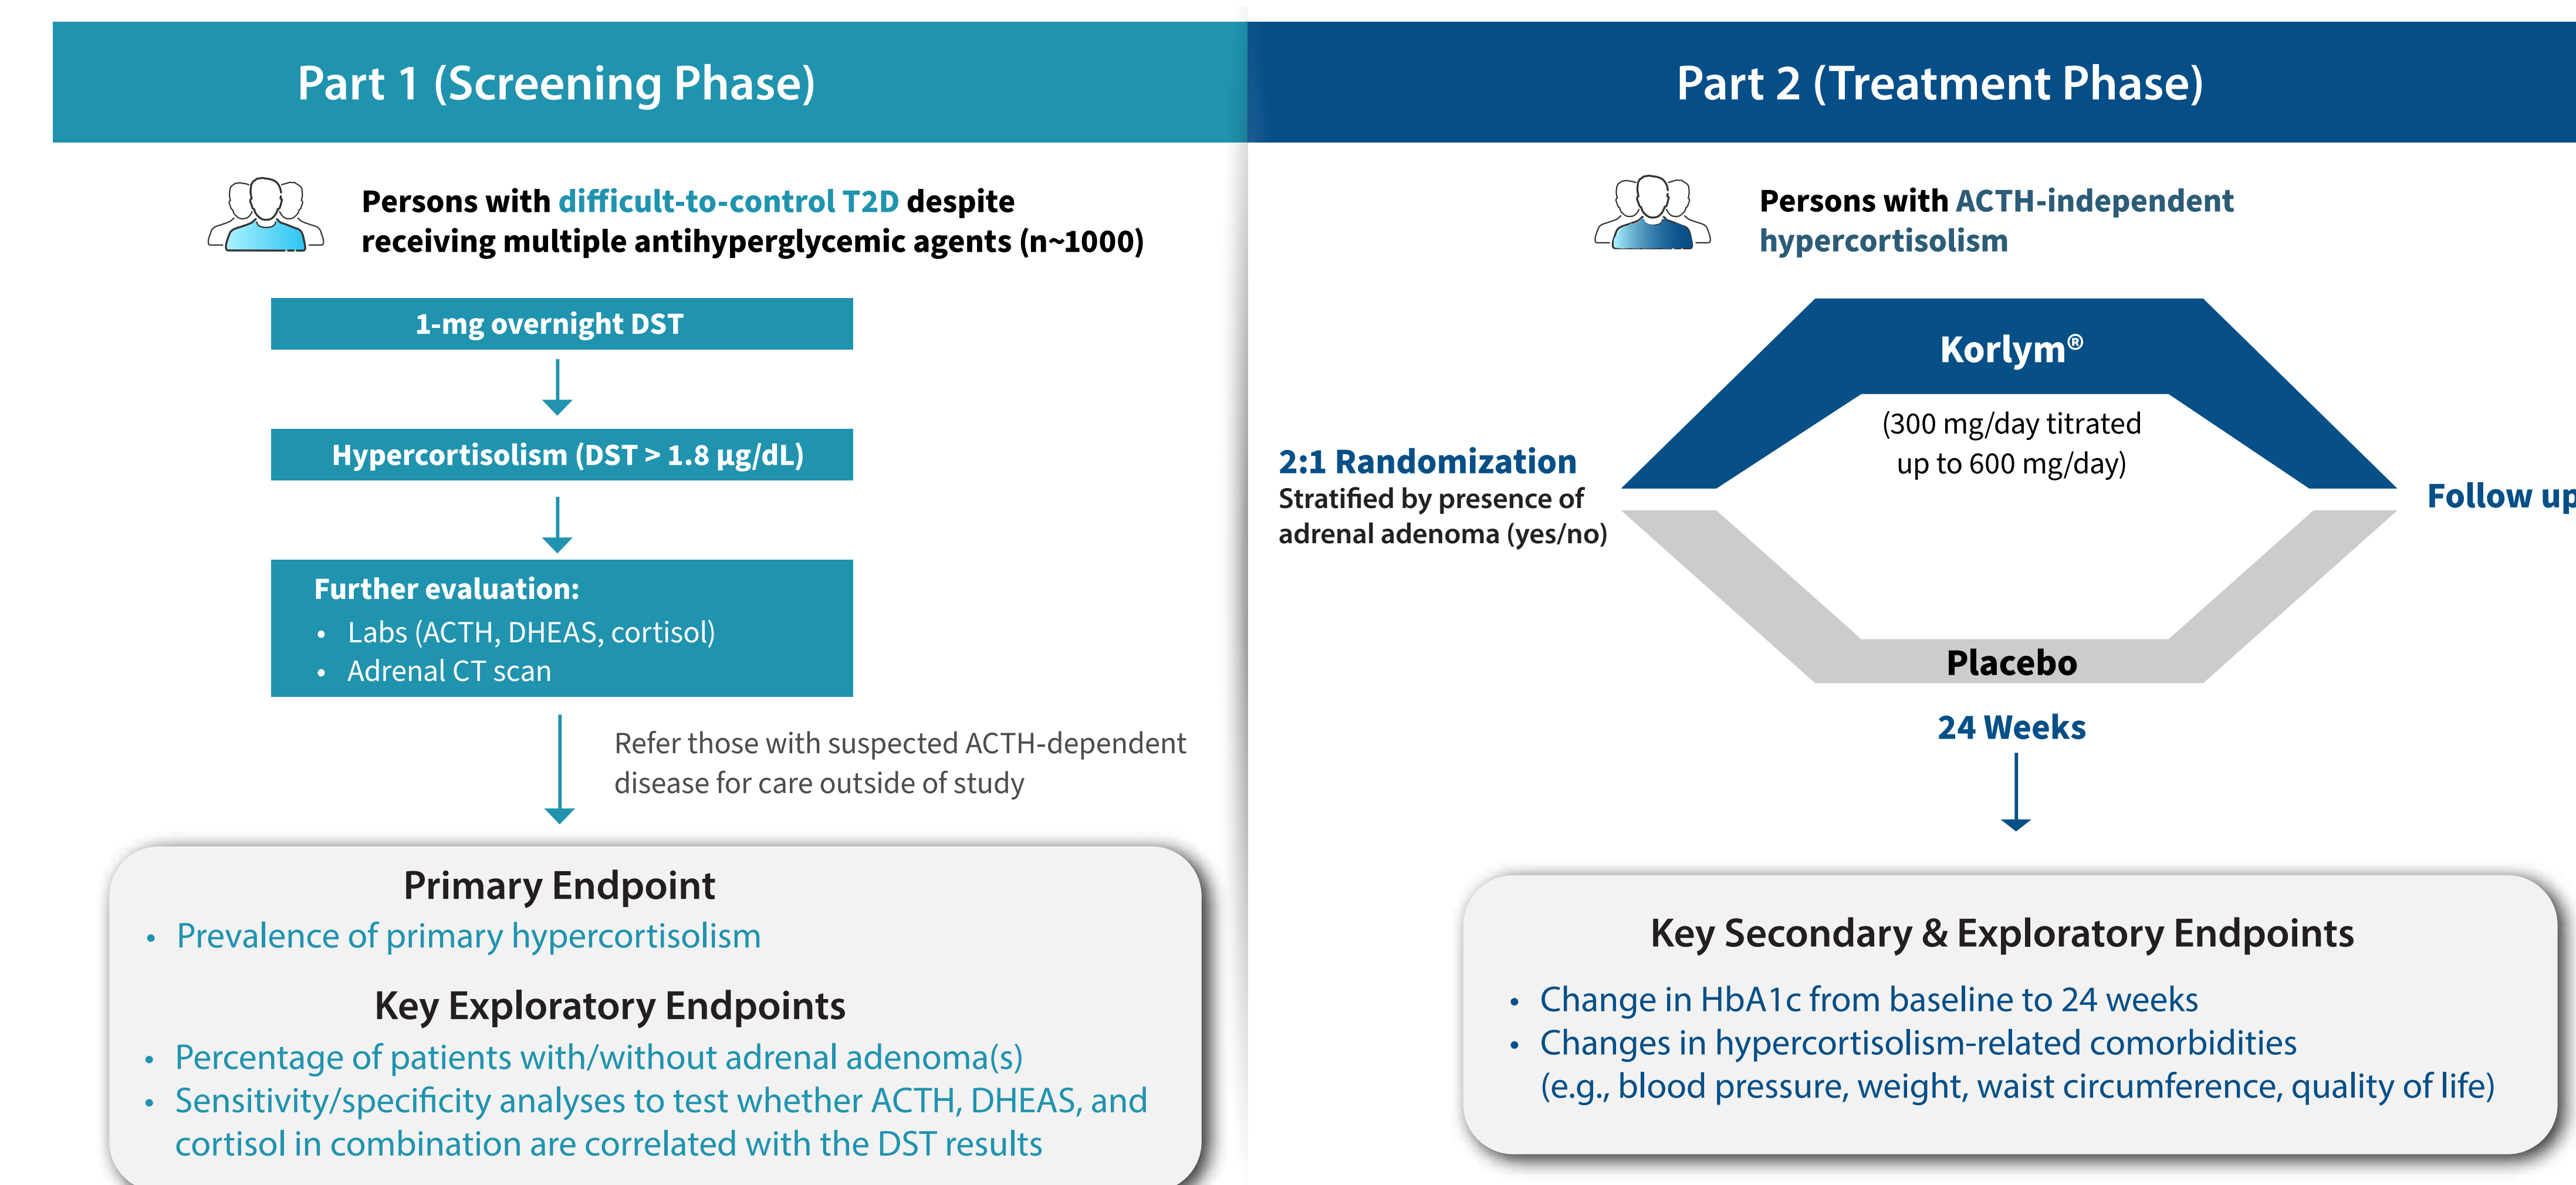 Part 1 (Screening Phase)
Persons with difficult-to-control T2D despite
receiving multiple antihyperglycemic agents (n~1000)
1-mg overnight DST
Hypercortisolism (DST > 1.8 µg/dL)
Further evaluation:
• Labs (ACTH, DHEAS, cortisol)
• Adrenal CT scan
Refer those with suspected ACTH-dependent
disease for care outside of study
Primary Endpoint
• Prevalence of primary hypercortisolism
Key Exploratory Endpoints
• Percentage of patients with/without adrenal adenoma(s)
• Sensitivity/specificity analyses to test whether ACTH, DHEAS, and
cortisol in combination are correlated with the DST results
Part 2 (Treatment Phase)
Persons with ACTH-independent
hypercortisolism
Korlym®
(300 mg/day titrated
up to 600 mg/day)
2:1 Randomization
Stratified by presence of
adrenal adenoma (yes/no)
Follow up
Placebo
24 Weeks
Key Secondary & Exploratory Endpoints
• Change in HbA1c from baseline to 24 weeks
• Changes in hypercortisolism-related comorbidities
(e.g., blood pressure, weight, waist circumference, quality of life)